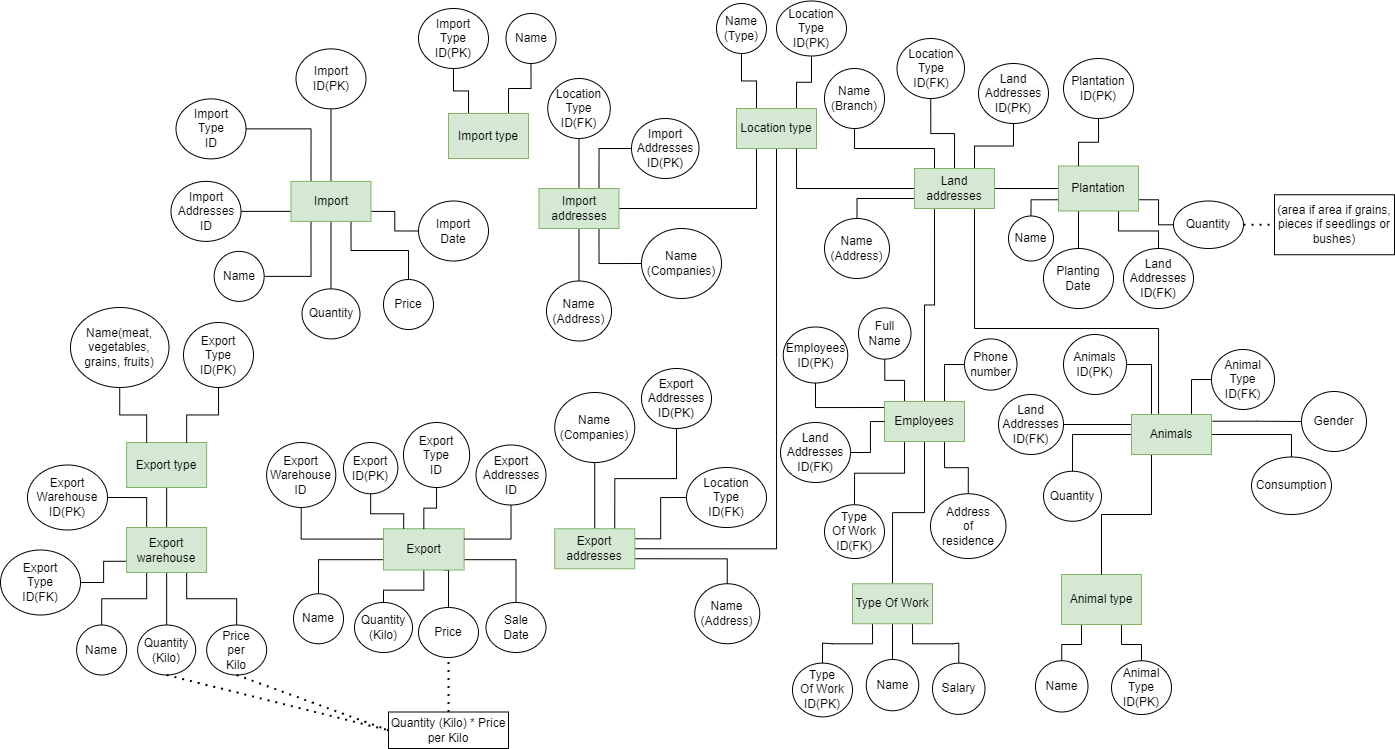 Import
Type
ID(PK)
Name
Import type
Name
(Type)
Location
Type
ID(PK)
Location type
Import
ID(PK)
Import
Type
ID
Import
Addresses
ID
Import
Import
Date
Name
Quantity
Price
Location
Type
ID(FK)
Import
Addresses
ID(PK)
Import
addresses
Name
(Companies)
Name
(Address)
Name
(Branch)
Location
Type
ID(FK)
Land
Addresses
ID(PK)
Land
addresses
Name
(Address)
Plantation
ID(PK)
Plantation
Name
Planting
Date
Land
Addresses
ID(FK)
Quantity
(area if area if grains,
pieces if seedlings or
bushes)
Name(meat,
vegetables,
grains, fruits)
Export
Type
ID(PK)
Export type
Export
Warehouse
ID(PK)
Export
warehouse
Export
Type
ID(FK)
Name
Quantity
(Kilo)
Price
per
Kilo
Export
Warehouse
ID
Export
ID(PK)
Export
Type
ID
Export
Addresses
ID
Export
Name
Quantity
(Kilo)
Price
Sale
Date
Quantity (Kilo) * Price
per Kilo
Name
(Companies)
Export
Addresses
ID(PK)
Location
Type
ID(FK)
Export
addresses
Name
(Address)
Employees
ID(PK)
Full
Name
Phone
number
Employees
Land
Addresses
ID(FK)
Type
Of Work
ID(FK)
Address
of
residence
Type Of Work
Type
Of Work
ID(PK)
Name
Salary
Animals
ID(PK)
Animal
Type
ID(FK)
Land
Addresses
ID(FK)
Animals
Gender
Quantity
Consumption
Animal type
Name
Animal
Type
ID(PK)